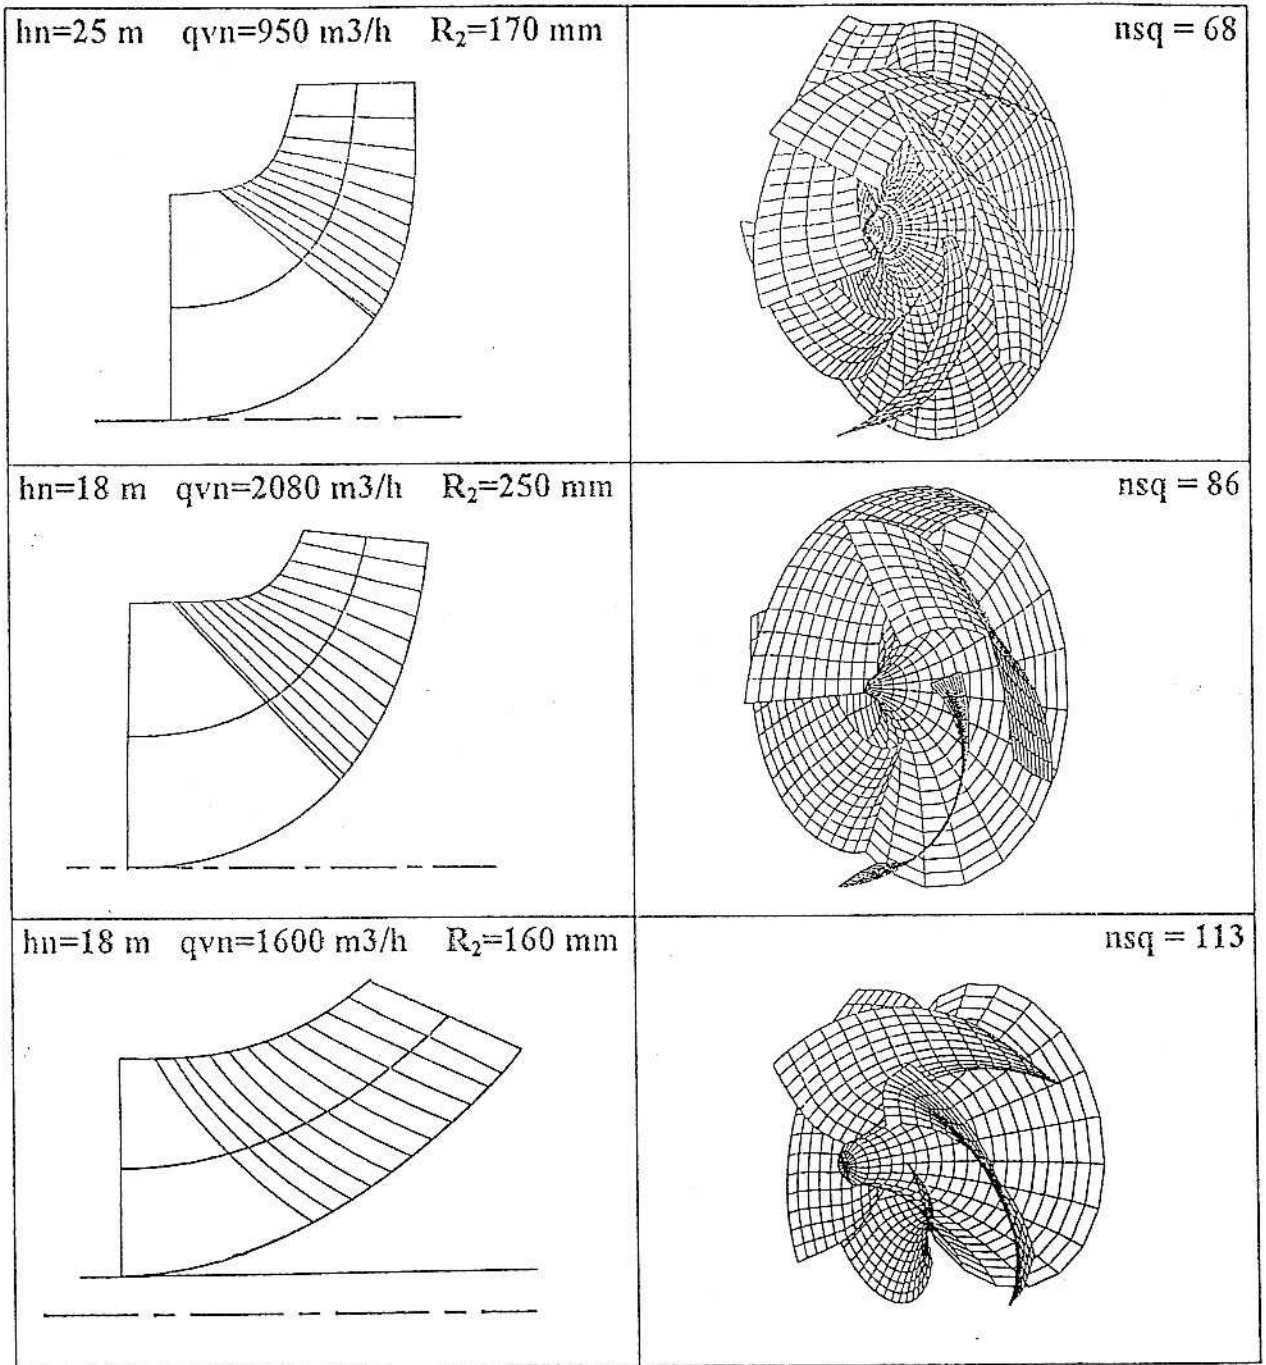 hn=25 m qvn=950 m3/h R₂=170 mm
nsq = 68
hn=18 m qvn=2080 m3/h R₂=250 mm
nsq = 86
hn=18 m qvn=1600 m3/h R₂=160 mm
nsq = 113